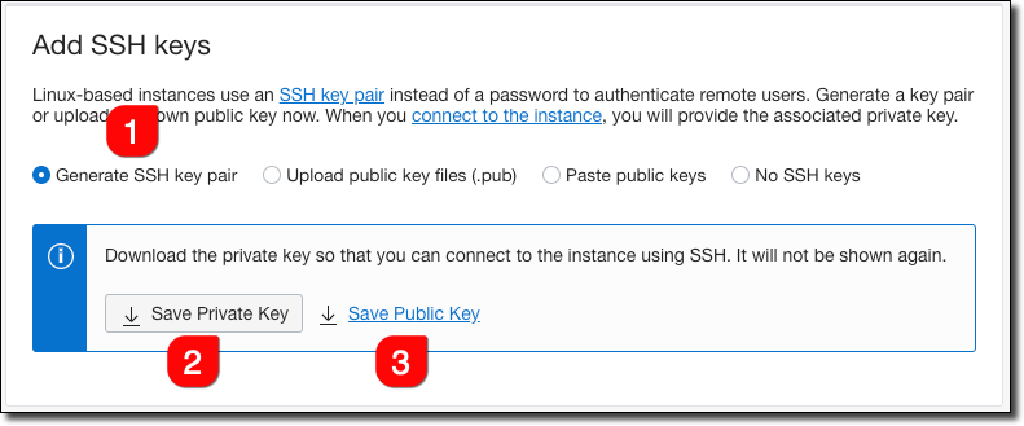 Add SSH keys
Linux-based instances use an SSH key pair instead of a password to authenticate remote users. Generate a key pair
or upload own public key now. When you connect to the instance, you will provide the associated private key.
1
Generate SSH key pair Upload public key files (.pub) Paste public keys No SSH keys
Download the private key so that you can connect to the instance using SSH. It will not be shown again.
Save Private Key Save Public Key
2 3